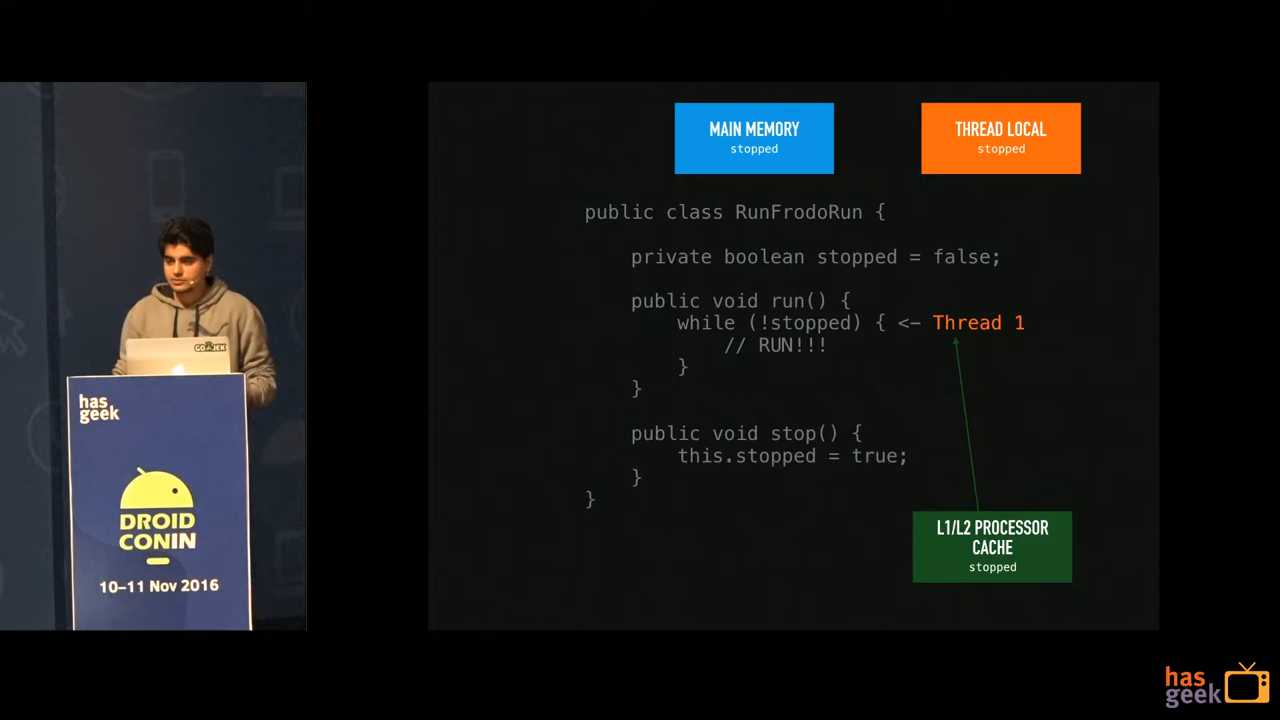 MAIN MEMORY
stopped
THREAD LOCAL
stopped
public class RunFrodoRun {
private boolean stopped = false;
public void run() {
while (!stopped) { <- Thread 1
// RUN!!!
}
}
public void stop() {
this.stopped = true;
}
}
L1/L2 PROCESSOR
CACHE
stopped
GO-JEK
has
geek
DROID
CONIN
10–11 Nov 2016
has
geek